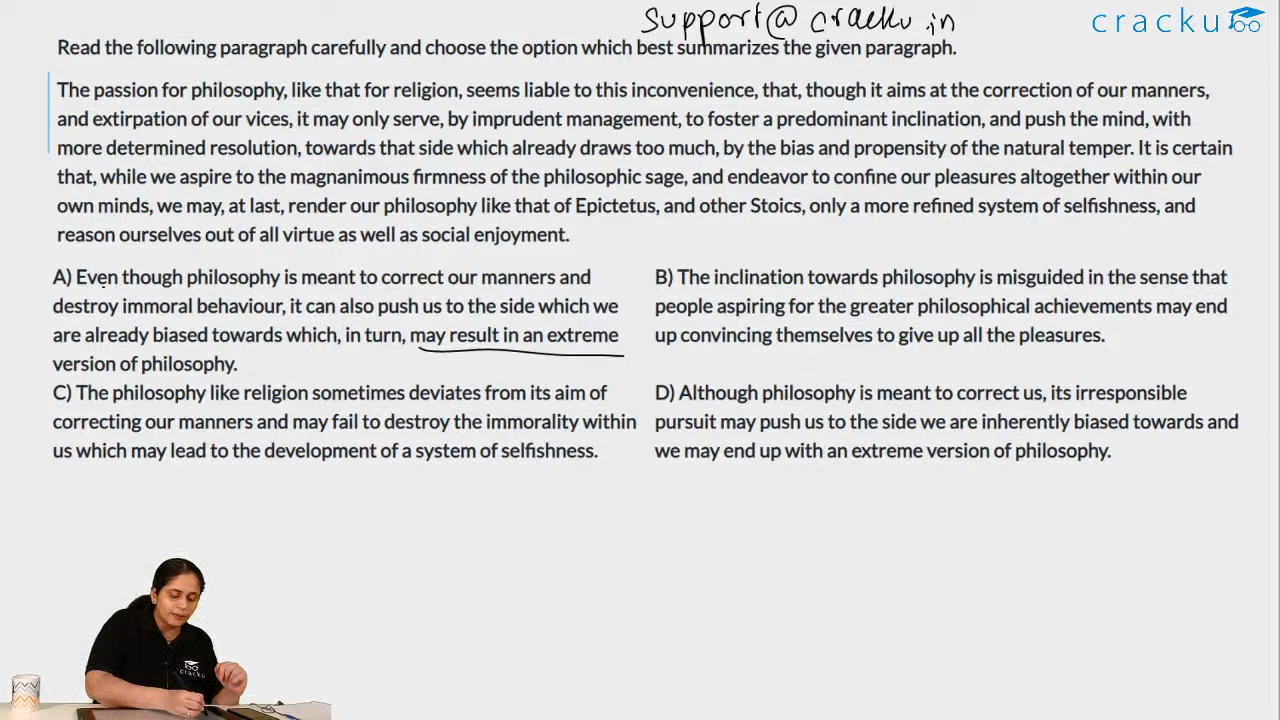 support@cracku.in
cracku
Read the following paragraph carefully and choose the option which best summarizes the given paragraph.
The passion for philosophy, like that for religion, seems liable to this inconvenience, that, though it aims at the correction of our manners,
and extirpation of our vices, it may only serve, by imprudent management, to foster a predominant inclination, and push the mind, with
more determined resolution, towards that side which already draws too much, by the bias and propensity of the natural temper. It is certain
that, while we aspire to the magnanimous firmness of the philosophic sage, and endeavor to confine our pleasures altogether within our
own minds, we may, at last, render our philosophy like that of Epictetus, and other Stoics, only a more refined system of selfishness, and
reason ourselves out of all virtue as well as social enjoyment.
A) Even though philosophy is meant to correct our manners and
destroy immoral behaviour, it can also push us to the side which we
are already biased towards which, in turn, may result in an extreme
version of philosophy.
B) The inclination towards philosophy is misguided in the sense that
people aspiring for the greater philosophical achievements may end
up convincing themselves to give up all the pleasures.
C) The philosophy like religion sometimes deviates from its aim of
correcting our manners and may fail to destroy the immorality within
us which may lead to the development of a system of selfishness.
D) Although philosophy is meant to correct us, its irresponsible
pursuit may push us to the side we are inherently biased towards and
we may end up with an extreme version of philosophy.
cracku